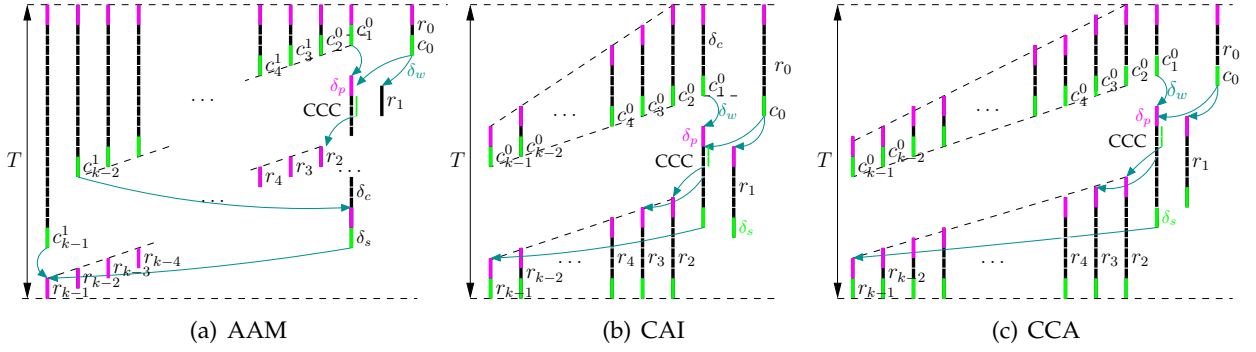 T
c_4^1
c_3^1
c_2^0
c_1^0
r_0
c_0
δ_w
δ_p
CCC
r_1
. . .
c_{k−2}^1
r_4
r_3
r_2
. . .
δ_c
. . .
c_{k−1}^1
δ_s
r_{k−1}
r_{k−2}
r_{k−3}
r_{k−4}
(a) AAM
T
δ_c
c_1^0
c_2^0
c_3^0
c_4^0
. . .
r_0
c_0
δ_w
δ_p
CCC
c_{k−1}^0
c_{k−2}^0
r_1
δ_s
r_4
r_3
r_2
. . .
r_{k−2}
r_{k−1}
(b) CAI
T
c_1^0
c_2^0
c_3^0
c_4^0
. . .
r_0
c_0
δ_w
δ_p
CCC
c_{k−2}^0
c_{k−1}^0
r_1
δ_s
r_4
r_3
r_2
. . .
r_{k−2}
r_{k−1}
(c) CCA